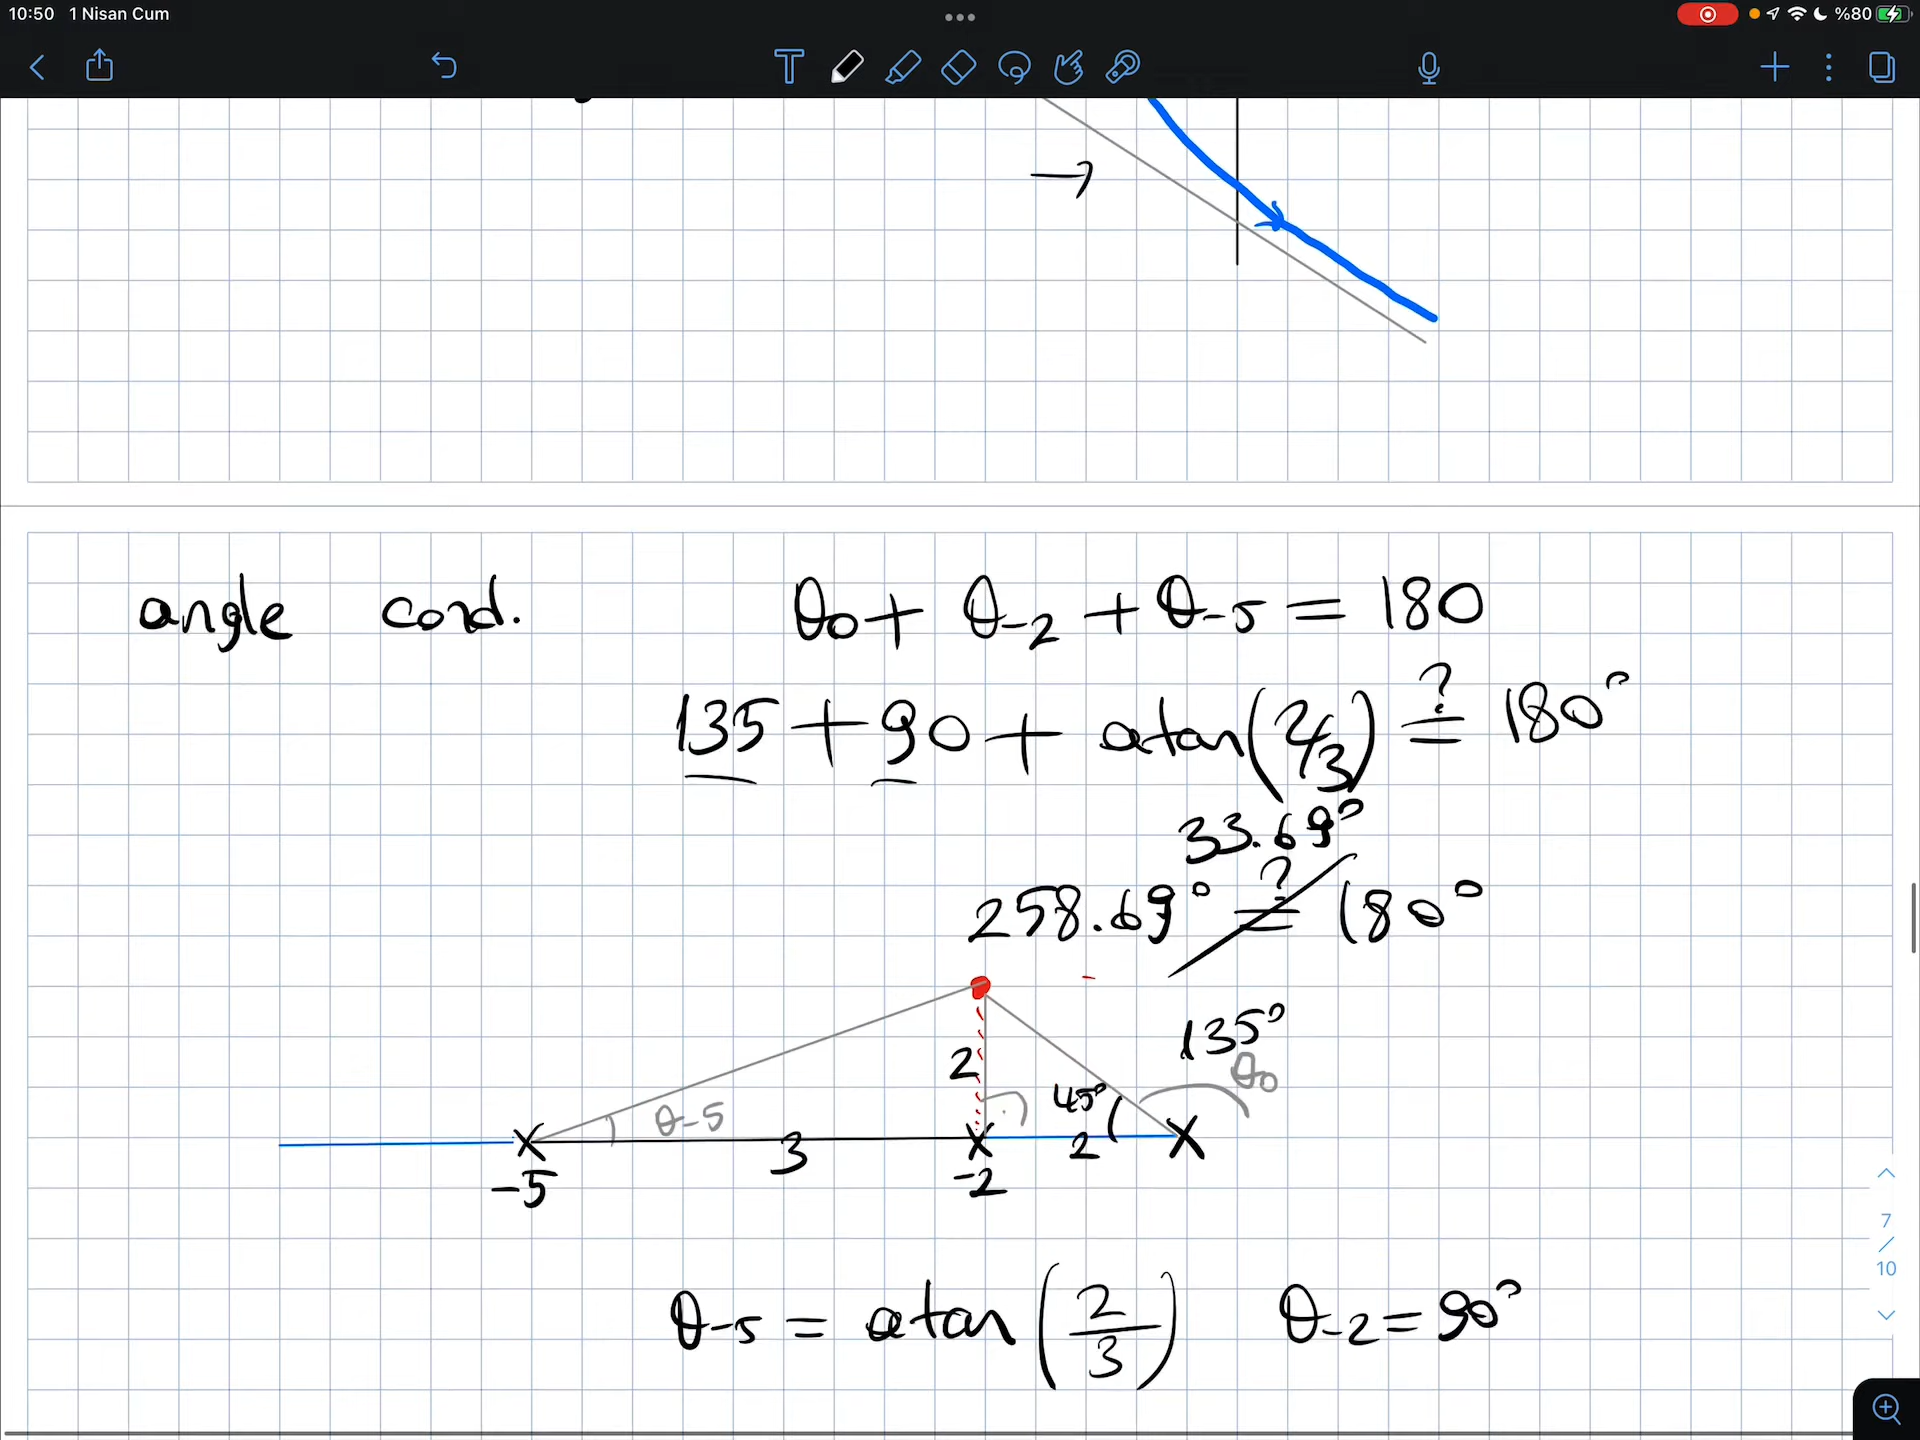 10:50 1 Nisan Cum
%80
→
angle cond. θ0 + θ-2 + θ-5 = 180
135 + 90 + atan(2/3) ≟ 180°
33.69°
258.69° ≟ 180°
135°
θ0
2
45°
θ-5
3
2
-5
-2
θ-5 = atan(2/3) θ-2 = 90°
7
/
10